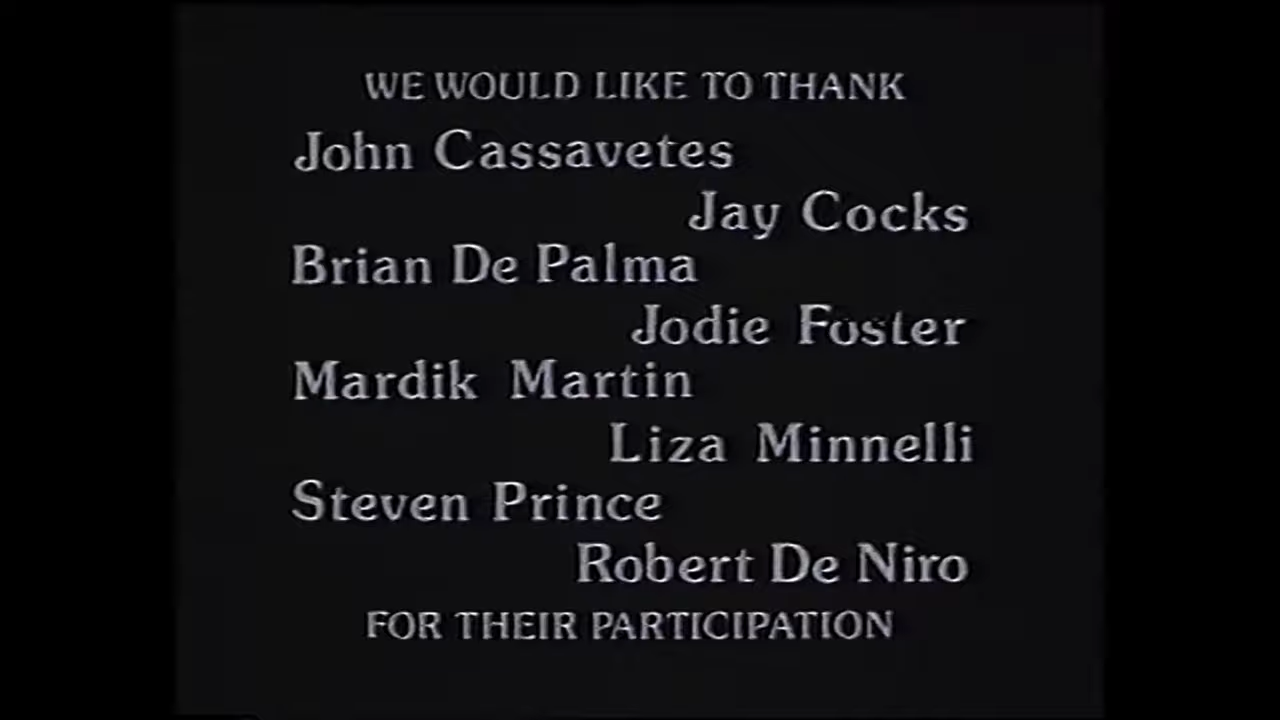 WE WOULD LIKE TO THANK
John Cassavetes
Jay Cocks
Brian De Palma
Jodie Foster
Mardik Martin
Liza Minnelli
Steven Prince
Robert De Niro
FOR THEIR PARTICIPATION